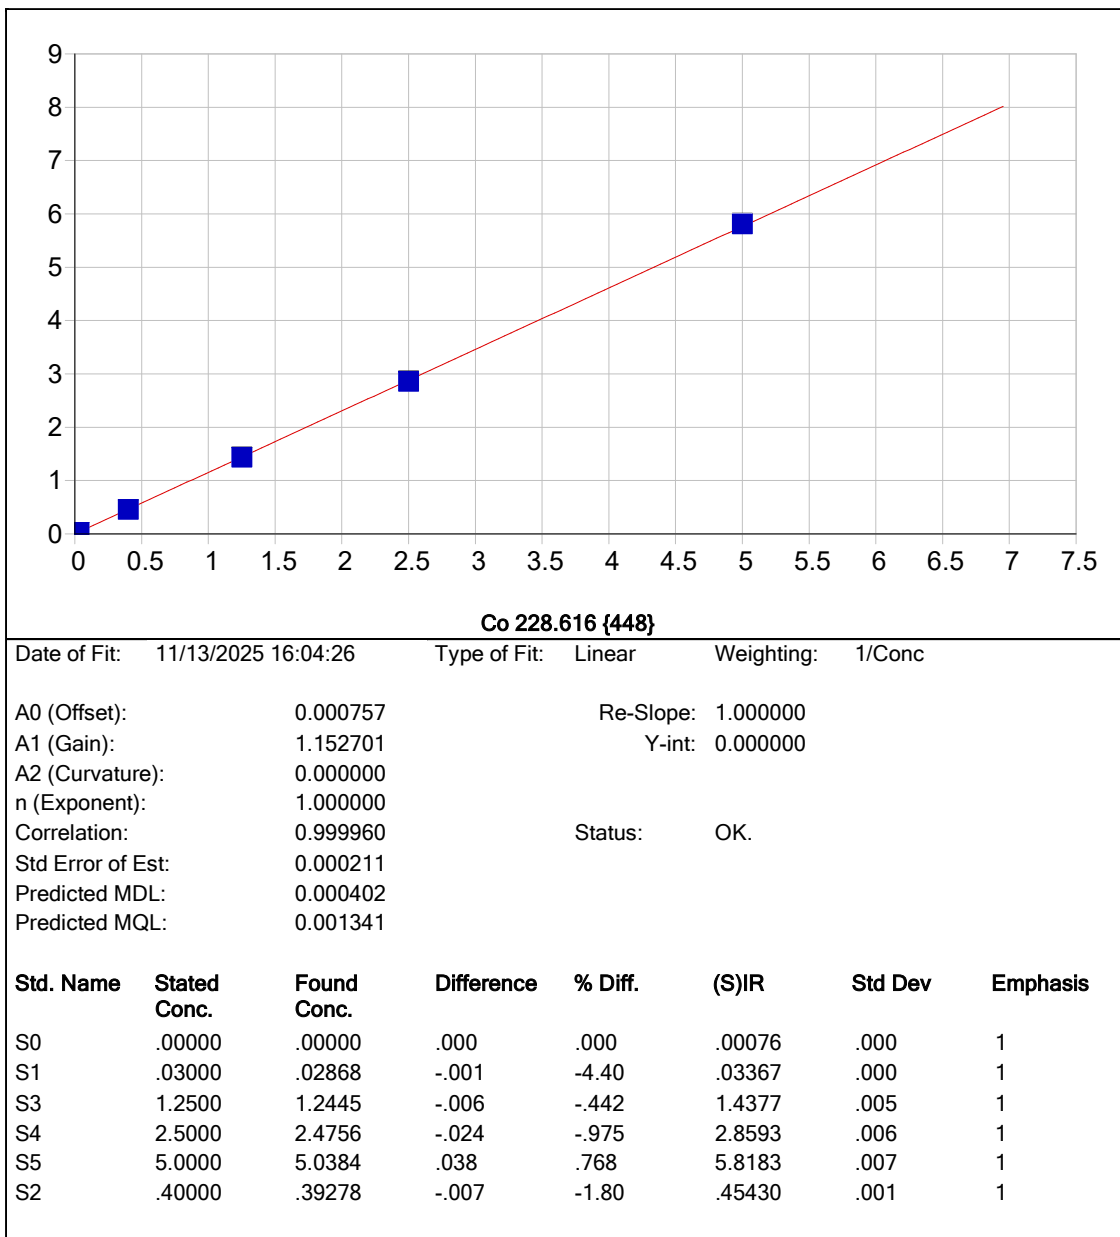 9
8
7
6
5
4
3
2
1
0
0 0.5 1 1.5 2 2.5 3 3.5 4 4.5 5 5.5 6 6.5 7 7.5
Co 228.616 {448}
Date of Fit: 11/13/2025 16:04:26 Type of Fit: Linear Weighting: 1/Conc
A0 (Offset): 0.000757 Re-Slope: 1.000000
A1 (Gain): 1.152701 Y-int: 0.000000
A2 (Curvature): 0.000000
n (Exponent): 1.000000
Correlation: 0.999960 Status: OK.
Std Error of Est: 0.000211
Predicted MDL: 0.000402
Predicted MQL: 0.001341
Std. Name Stated Found Difference % Diff. (S)IR Std Dev Emphasis
Conc. Conc.
S0 .00000 .00000 .000 .000 .00076 .000 1
S1 .03000 .02868 -.001 -4.40 .03367 .000 1
S3 1.2500 1.2445 -.006 -.442 1.4377 .005 1
S4 2.5000 2.4756 -.024 -.975 2.8593 .006 1
S5 5.0000 5.0384 .038 .768 5.8183 .007 1
S2 .40000 .39278 -.007 -1.80 .45430 .001 1